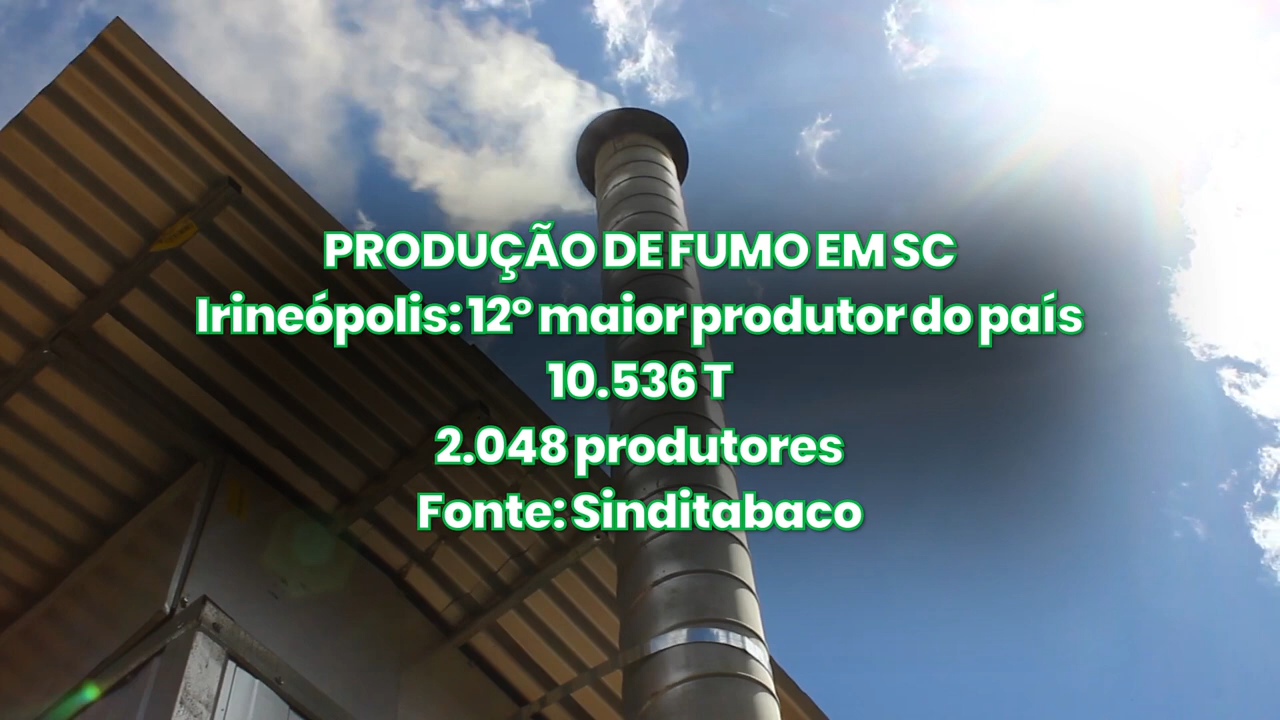 PRODUÇÃO DE FUMO EM SC
Irineópolis: 12º maior produtor do país
10.536 T
2.048 produtores
Fonte: Sinditabaco